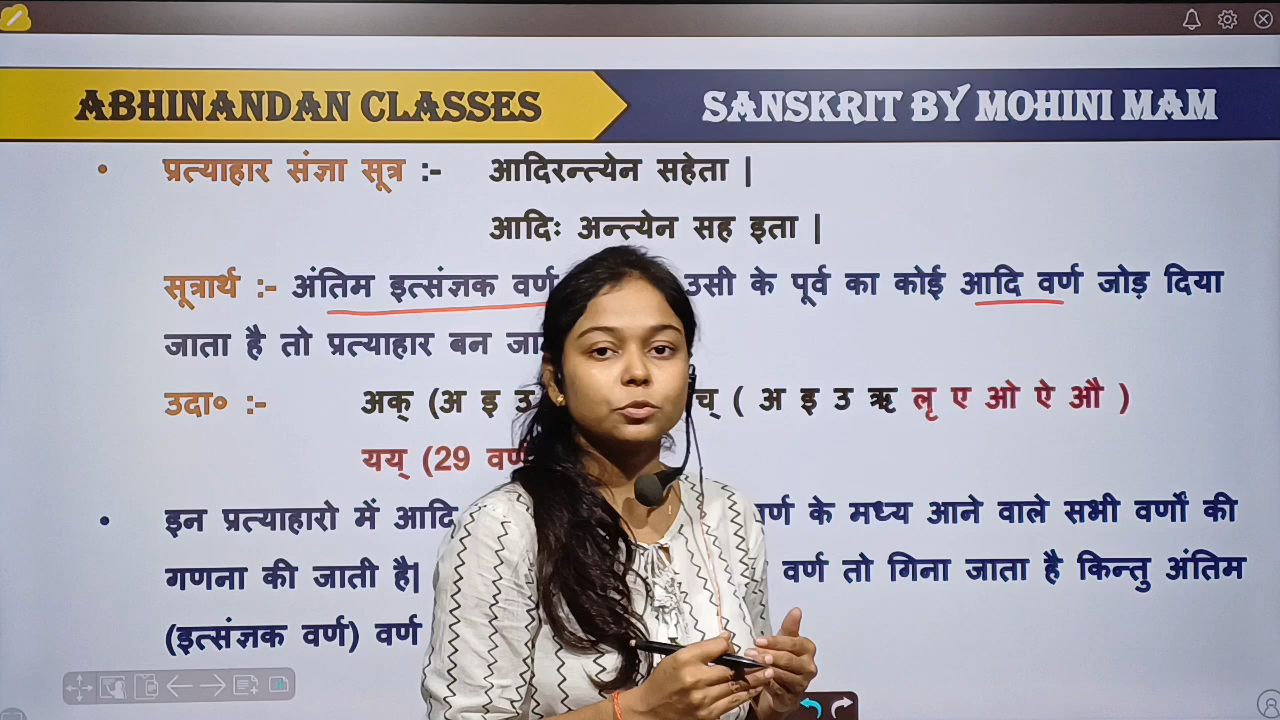 ABHINANDAN CLASSES
SANSKRIT BY MOHINI MAM
• प्रत्याहार संज्ञा सूत्र :- आदिरन्त्येन सहेता |
आदिः अन्त्येन सह इता |
सूत्रार्थ :- अंतिम इत्संज्ञक वर्ण उसी के पूर्व का कोई आदि वर्ण जोड़ दिया
जाता है तो प्रत्याहार बन
उदा० :- अक् (अ इ उ च् ( अ इ उ ऋ लृ ए ओ ऐ औ )
यय् (29
• इन प्रत्याहारो में आदि के मध्य आने वाले सभी वर्णों की
गणना की जाती है| वर्ण तो गिना जाता है किन्तु अंतिम
(इत्संज्ञक वर्ण) वर्ण